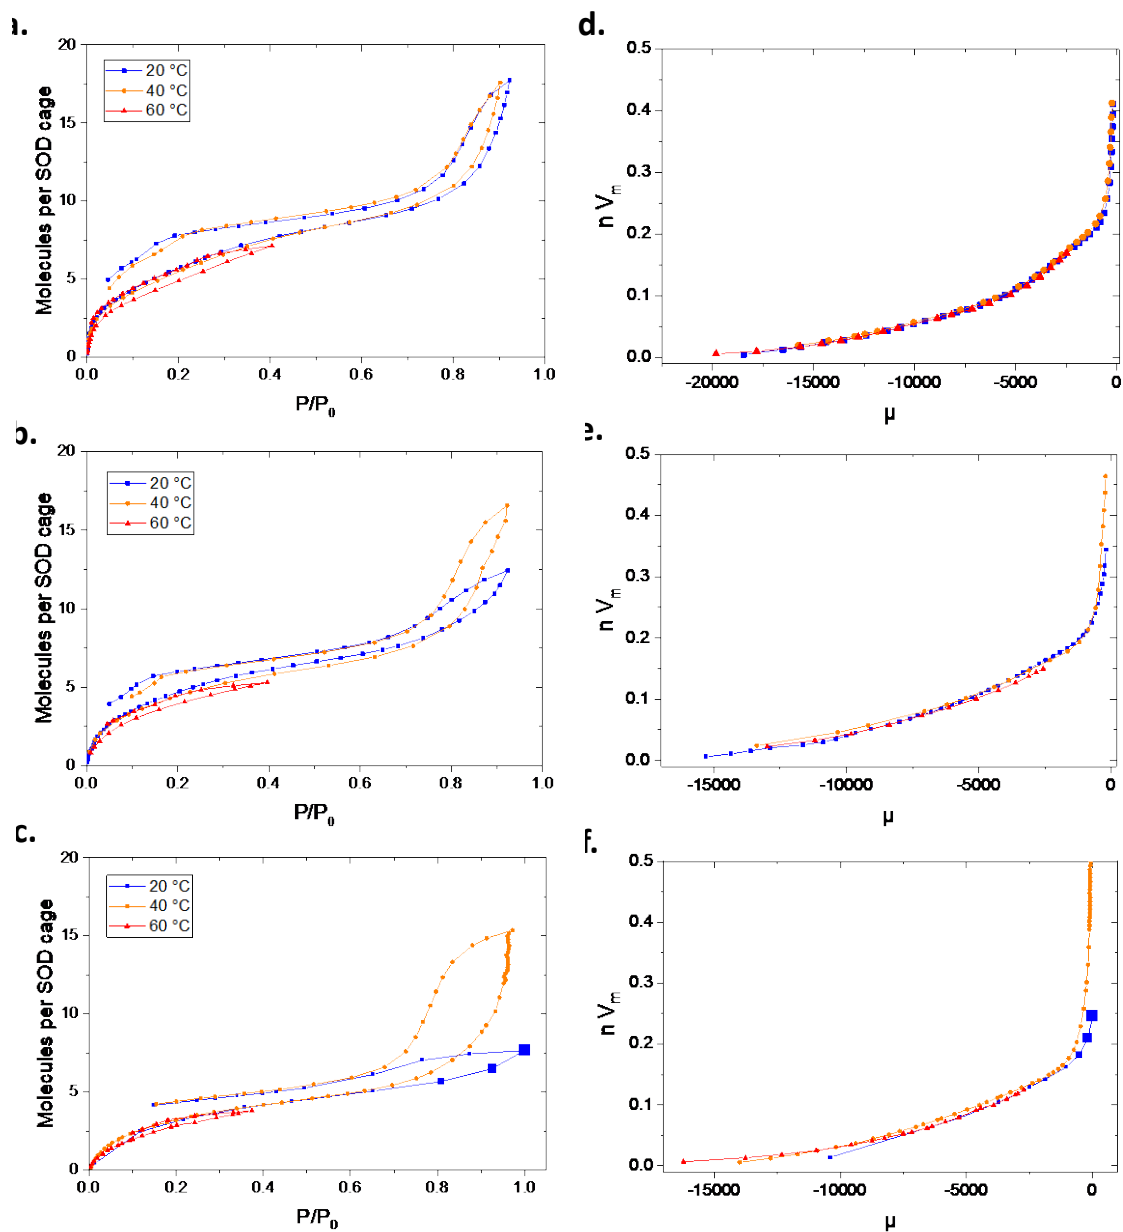 a.
20
15
10
5
0
Molecules per SOD cage
20 °C
40 °C
60 °C
0.0 0.2 0.4 0.6 0.8 1.0
P/P0
d.
0.5
0.4
0.3
0.2
0.1
0.0
n Vm
-20000 -15000 -10000 -5000 0
μ
b.
20
15
10
5
0
Molecules per SOD cage
20 °C
40 °C
60 °C
0.0 0.2 0.4 0.6 0.8 1.0
P/P0
e.
0.5
0.4
0.3
0.2
0.1
0.0
n Vm
-15000 -10000 -5000 0
μ
c.
20
15
10
5
0
Molecules per SOD cage
20 °C
40 °C
60 °C
0.0 0.2 0.4 0.6 0.8 1.0
P/P0
f.
0.5
0.4
0.3
0.2
0.1
0.0
n Vm
-15000 -10000 -5000 0
μ